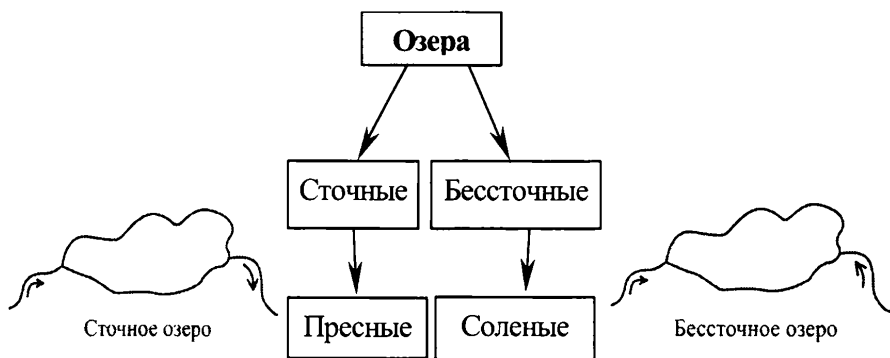 Озера
Сточные
Бессточные
Пресные
Соленые
Сточное озеро
Бессточное озеро